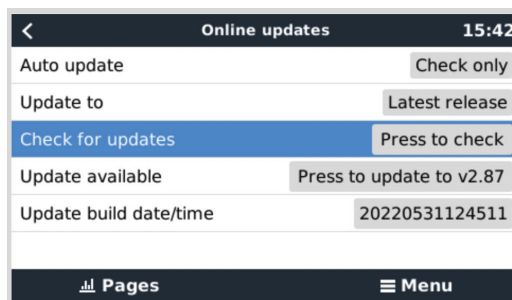 Online updates 15:42
Auto update Check only
Update to Latest release
Check for updates Press to check
Update available Press to update to v2.87
Update build date/time 20220531124511
Pages Menu